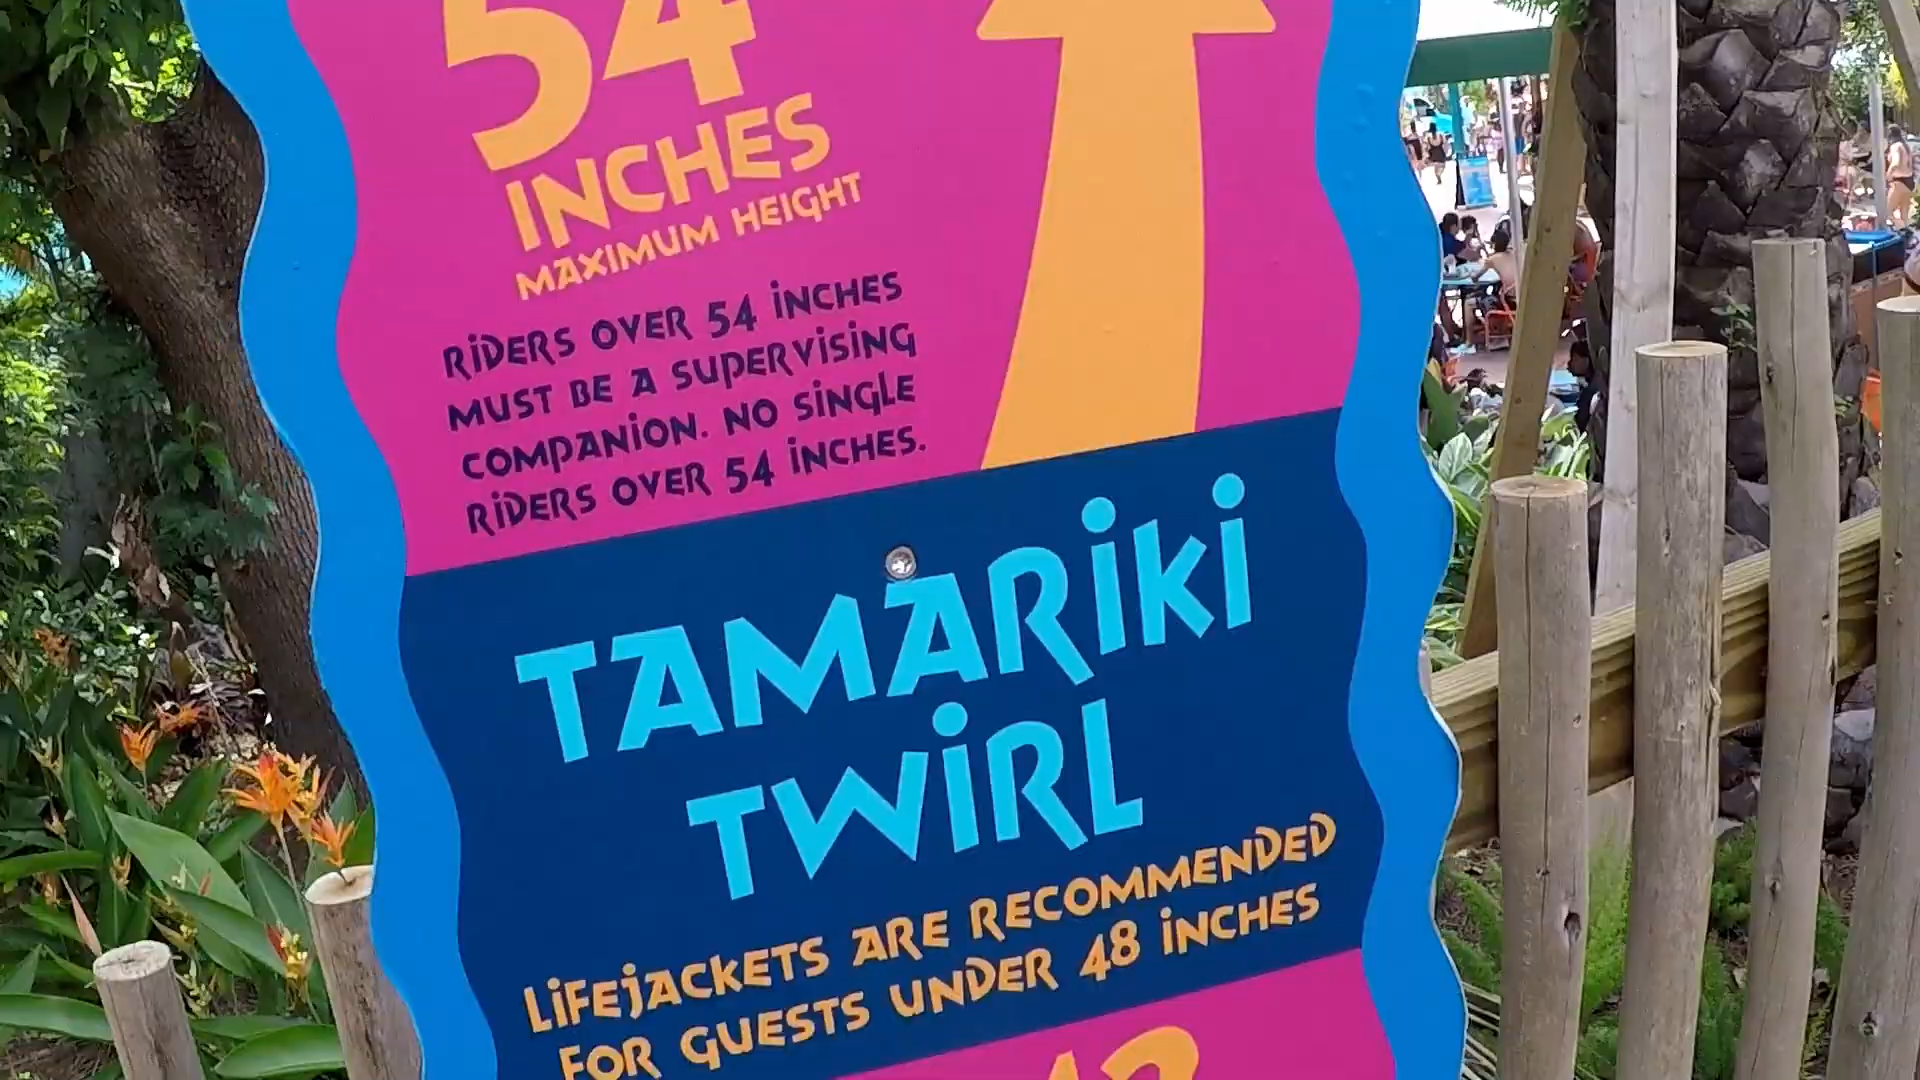 54
INCHES
MAXIMUM HEIGHT
RIDERS OVER 54 INCHES
MUST BE A SUPERVISING
COMPANION. NO SINGLE
RIDERS OVER 54 INCHES.
TAMARIKI
TWIRL
LIFEJACKETS ARE RECOMMENDED
FOR GUESTS UNDER 48 INCHES